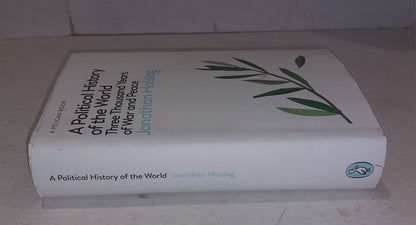 A PELICAN BOOK
A Political History
of the World
Three Thousand Years
of War and Peace
Jonathan Holslag
A Political History of the World Jonathan Holslag